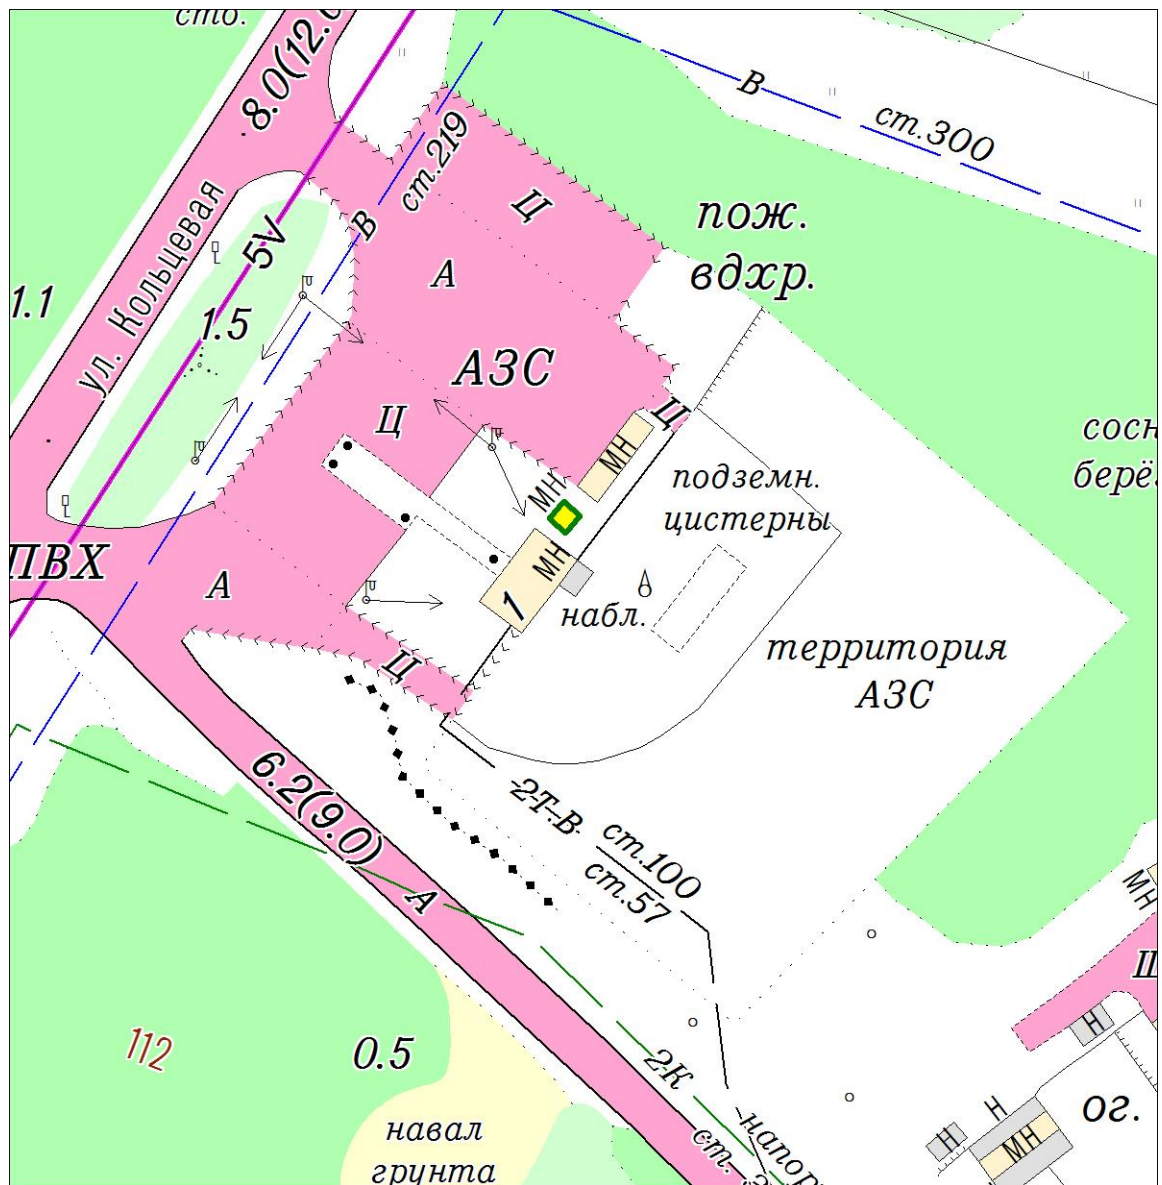 сто.
8.0(12.0
В
ст.300
ст.219
Ц
В
пож.
вдхр.
ул. Кольцевая
5V
А
1.1
1.5
АЗС
Ц
Ц
МН
сосн
берё
подземн.
цистерны
МН
ПВХ
МН
А
1
набл.
территория
АЗС
Ц
6.2(9.0)
2Т.В.
ст.100
ст.57
А
МН
Н
112
0.5
2К
ст.
напор
ог.
Н
Н
МН
навал
грунта